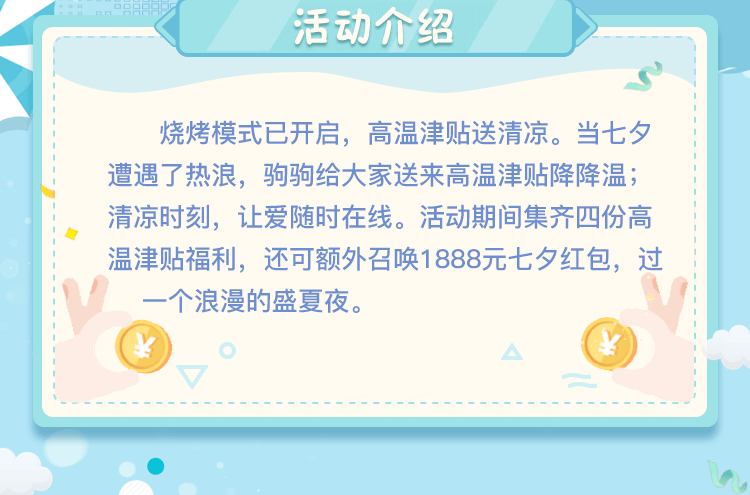 活动介绍
烧烤模式已开启，高温津贴送清凉。当七夕
遭遇了热浪，驹驹给大家送来高温津贴降降温；
清凉时刻，让爱随时在线。活动期间集齐四份高
温津贴福利，还可额外召唤1888元七夕红包，过
一个浪漫的盛夏夜。
¥
¥